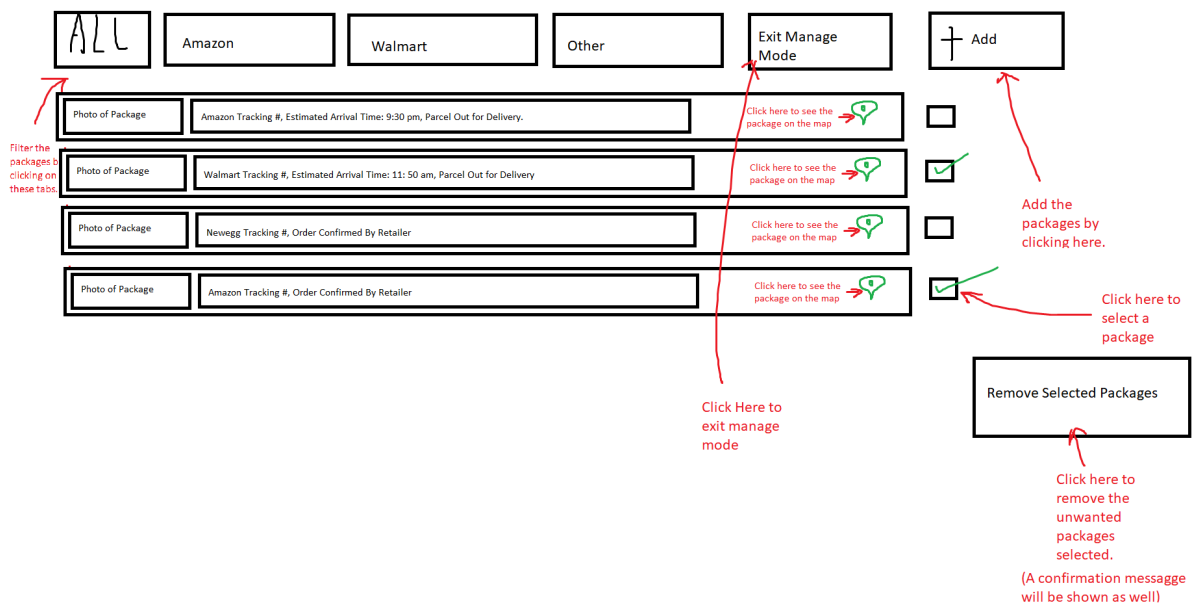 ALL
Amazon
Walmart
Other
Exit Manage
Mode
Add
Photo of Package
Amazon Tracking #, Estimated Arrival Time: 9:30 pm, Parcel Out for Delivery.
Click here to see the
package on the map
Filter the
packages b
clicking on
these tabs.
Photo of Package
Walmart Tracking #, Estimated Arrival Time: 11: 50 am, Parcel Out for Delivery
Click here to see the
package on the map
Photo of Package
Newegg Tracking #, Order Confirmed By Retailer
Click here to see the
package on the map
Add the
packages by
clicking here.
Photo of Package
Amazon Tracking #, Order Confirmed By Retailer
Click here to see the
package on the map
Click here to
select a
package
Remove Selected Packages
Click Here to
exit manage
mode
Click here to
remove the
unwanted
packages
selected.
(A confirmation messagge
will be shown as well)